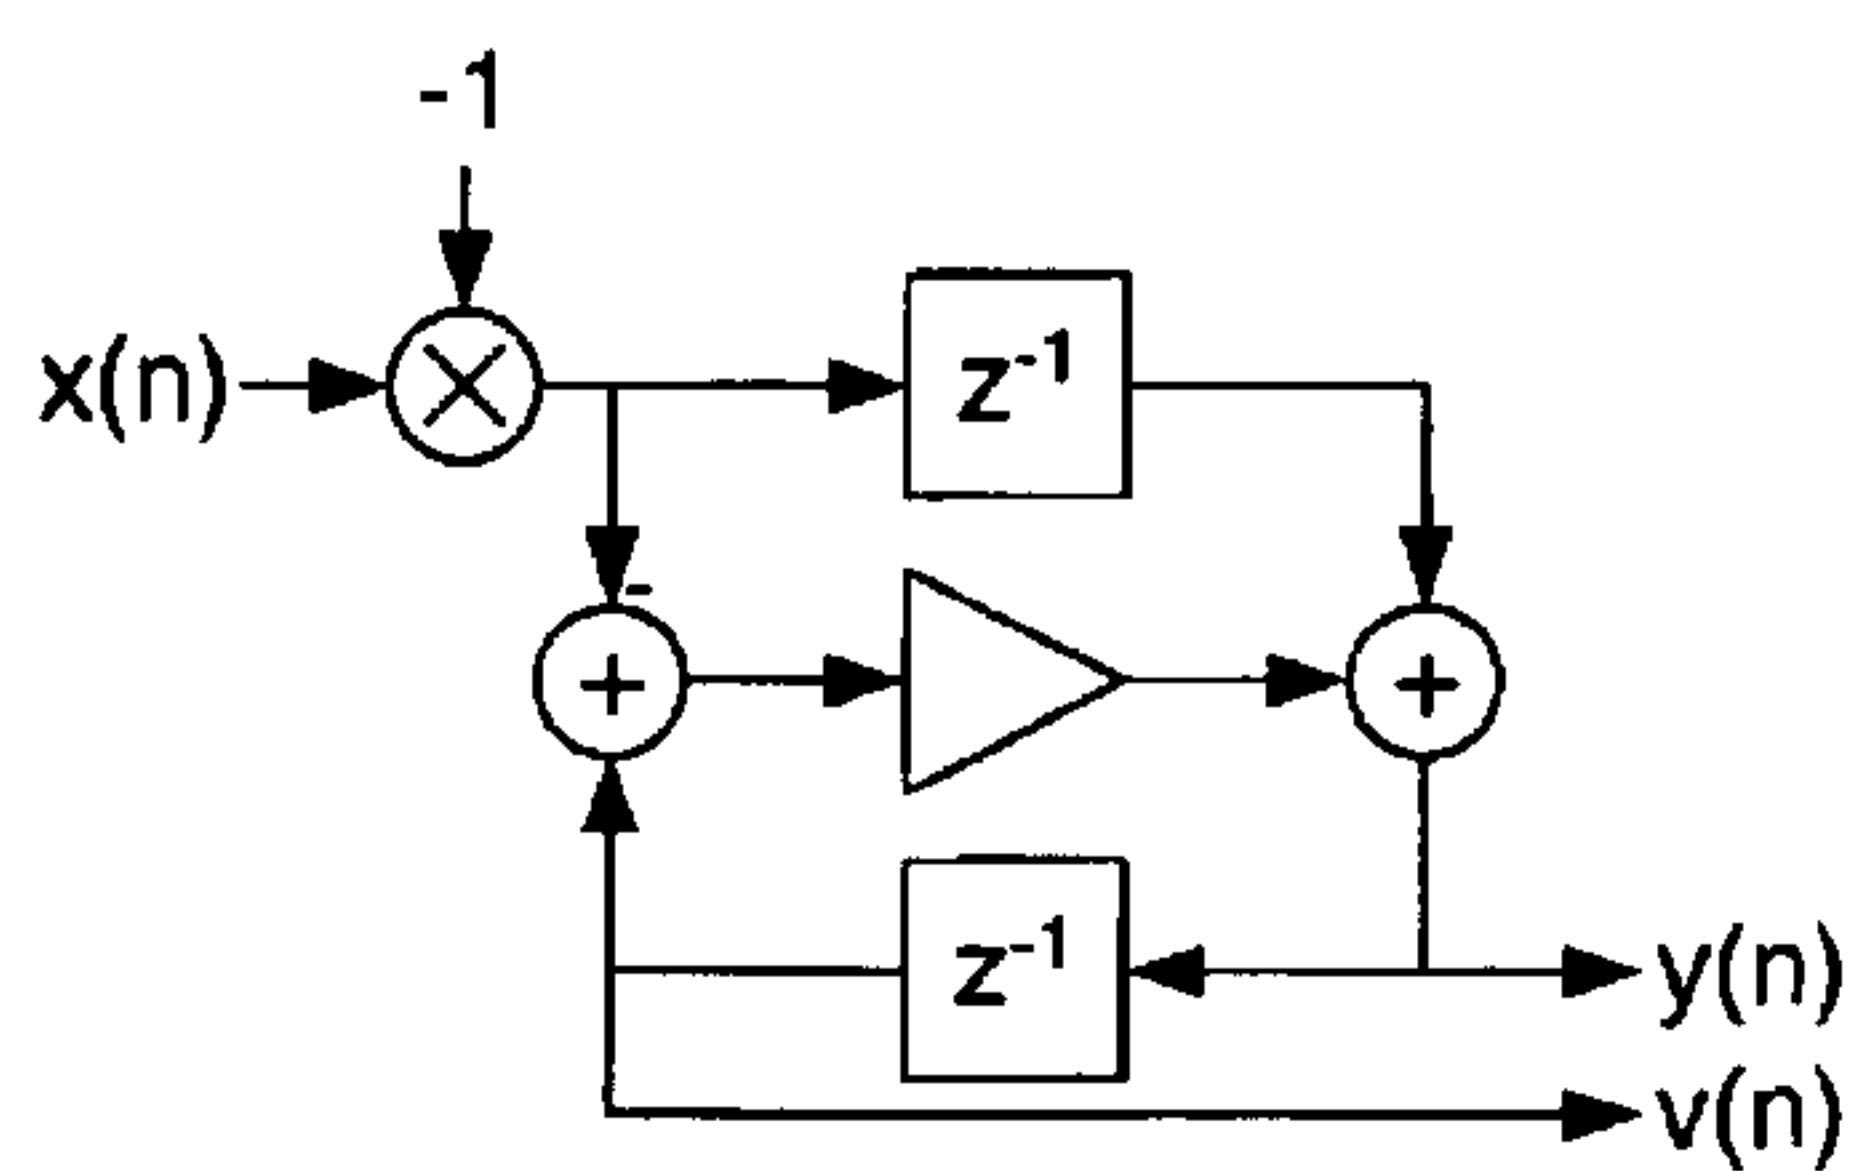 -1
x(n)
z-1
-
+
+
z-1
y(n)
v(n)